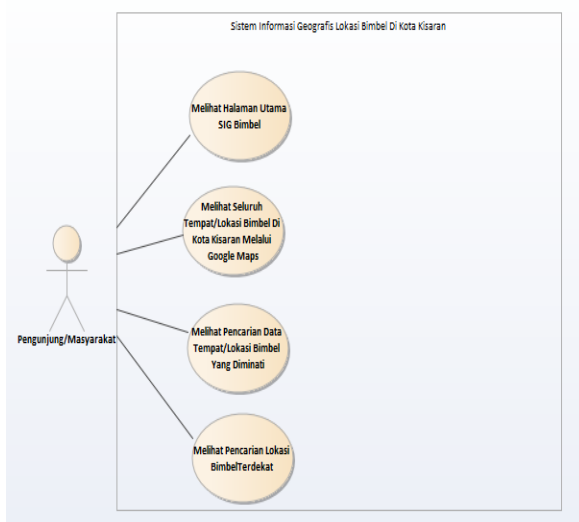 Sistem Informasi Geografis Lokasi Bimbel Di Kota Kisaran
Melihat Halaman Utama
SIG Bimbel
Melihat Seluruh
Tempat/Lokasi Bimbel Di
Kota Kisaran Melalui
Google Maps
Pengunjung/Masyarakat
Melihat Pencarian Data
Tempat/Lokasi Bimbel
Yang Diminati
Melihat Pencarian Lokasi
BimbelTerdekat